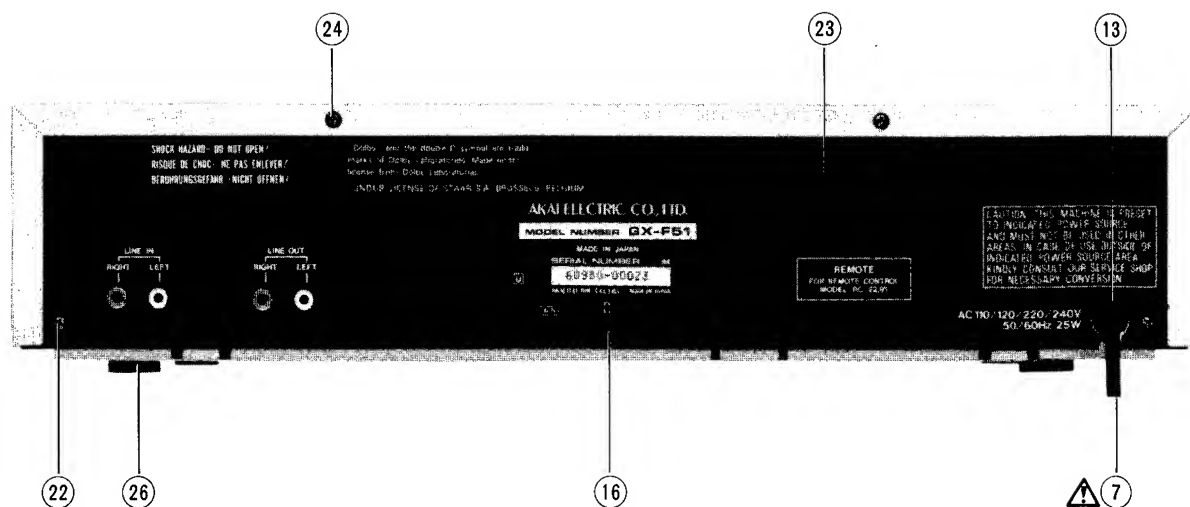 24
23
13
SHOCK HAZARD - DO NOT OPEN!
RISQUE DE CHOC - NE PAS ENLEVER!
BERÜHRUNGSGEFAHR - NICHT ÖFFNEN!
Dolby and the double D symbol are trade
marks of Dolby Laboratories. Made under
license from Dolby Laboratories.
UNDER LICENSE OF STAAR S.A. BRUSSELS, BELGIUM
AKAI ELECTRIC CO., LTD.
MODEL NUMBER GX-F51
MADE IN JAPAN
SERIAL NUMBER
60930-00023
LINE IN
RIGHT LEFT
LINE OUT
RIGHT LEFT
REMOTE
FOR REMOTE CONTROL
MODEL RC-22,91
CAUTION: THIS MACHINE IS PRESET
TO INDICATED POWER SOURCE
AND MUST NOT BE USED IN OTHER
AREAS. IN CASE OF USE OUTSIDE OF
INDICATED POWER SOURCE AREA
KINDLY CONSULT OUR SERVICE SHOP
FOR NECESSARY CONVERSION
AC 110/120/220/240V
50/60Hz 25W
22
26
16
7